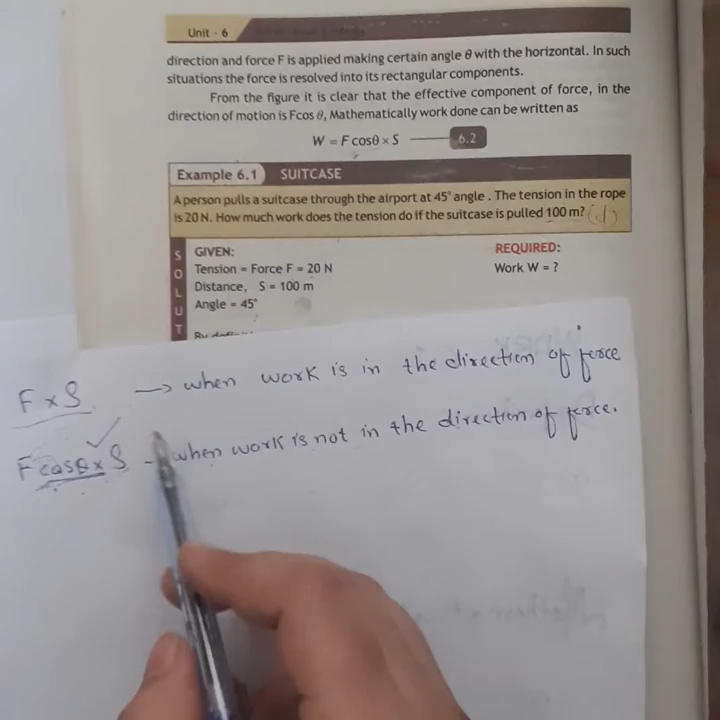 Unit - 6
direction and force F is applied making certain angle θ with the horizontal. In such
situations the force is resolved into its rectangular components.
From the figure it is clear that the effective component of force, in the
direction of motion is Fcos θ, Mathematically work done can be written as
W = F cosθ × S 6.2
Example 6.1 SUITCASE
A person pulls a suitcase through the airport at 45° angle . The tension in the rope
is 20 N. How much work does the tension do if the suitcase is pulled 100 m? (d)
SOLUT
GIVEN:
Tension = Force F = 20 N
Distance, S = 100 m
Angle = 45°
REQUIRED:
Work W = ?
F x S → when work is in the direction of force
F cosθ x S - when work is not in the direction of force.